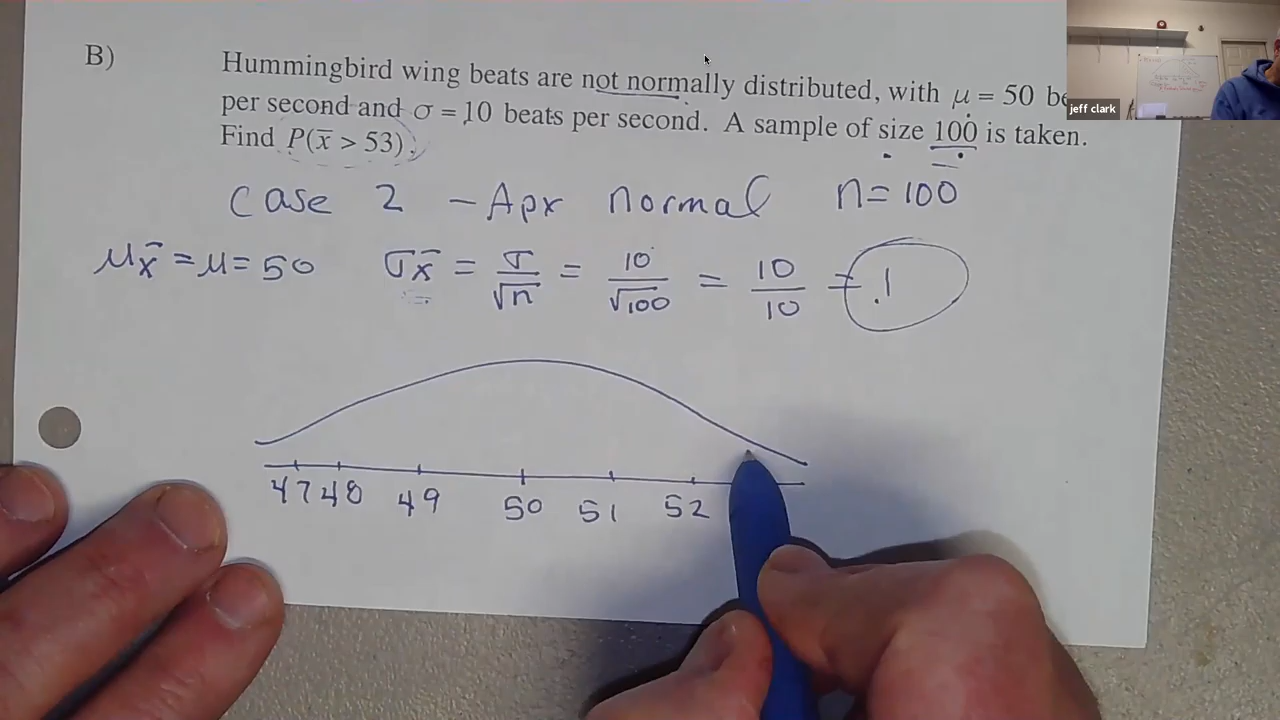 B) Hummingbird wing beats are not normally distributed, with μ = 50 be
per second and σ = 10 beats per second. A sample of size 100 is taken.
Find P(x̄ > 53).
jeff clark
Case 2 - Apx normal n = 100
μx̄ = μ = 50 σx̄ = σ/√n = 10/√100 = 10/10 = .1
47 48 49 50 51 52